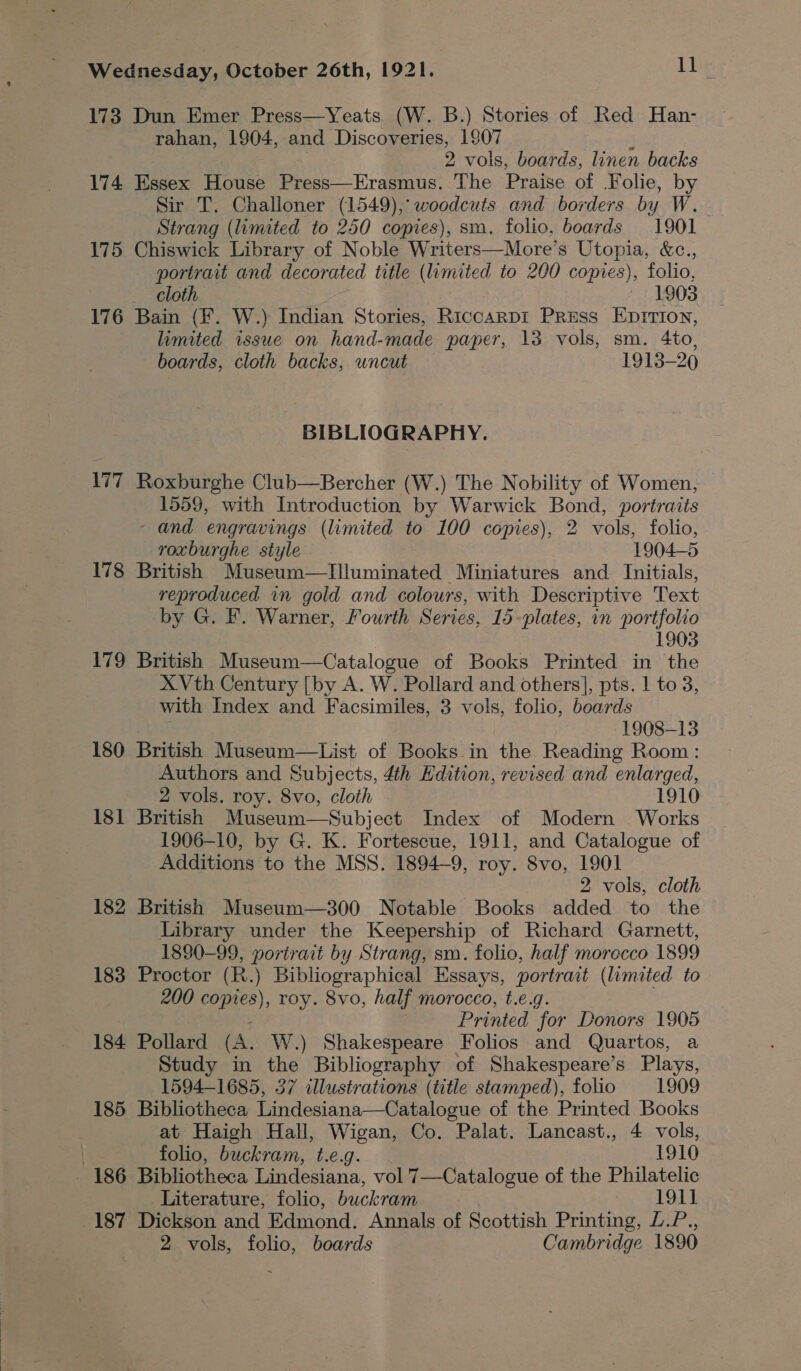 Wednesday, October 26th, 1921. 11
173 Dun Emer Press—Yeats (W. B.) Stories of Red Han-
rahan, 1904, and Discoveries, 1907
2 vols, boards, linen backs
174 Essex House Press—Erasmus. The Praise of Folie, by
Sir T. Challoner (1549), woodcuts and borders by W.
Strang (limited to 250 copies), sm. folio, boards 1901
175 Chiswick Library of Noble Writers—More's Utopia, &c.,
portrait and decorated title (limited to 200 copies), folio,
cloth 1903
176 Bain (F. W.) Indian Stories, Riccardi Press Edition,
limited issue on hand-made paper, 13 vols, sm. 4to,
boards, cloth backs, uncut 1913-20
BIBLIOGRAPHY.
177 Roxburghe Club—Bercher (W.) The Nobility of Women,
1559, with Introduction by Warwick Bond, portraits
and engravings (limited to 100 copies), 2 vols, folio,
roxburghe style 1904-5
178 British Museum—Illuminated Miniatures and Initials,
reproduced in gold and colours, with Descriptive Text
by G. F. Warner, Fourth Series, 15 plates, in portfolio
1903
179 British Museum—Catalogue of Books Printed in the
XVth Century [by A. W. Pollard and others], pts. 1 to 3,
with Index and Facsimiles, 3 vols, folio, boards
1908-13
180 British Museum—List of Books in the Reading Room:
Authors and Subjects, 4th Edition, revised and enlarged,
2 vols. roy. 8vo, cloth 1910
181 British Museum—Subject Index of Modern Works
1906-10, by G. K. Fortescue, 1911, and Catalogue of
Additions to the MSS. 1894-9, roy. 8vo, 1901
2 vols, cloth
182 British Museum—300 Notable Books added to the
Library under the Keepership of Richard Garnett,
1890-99, portrait by Strang, sm. folio, half morocco 1899
183 Proctor (R.) Bibliographical Essays, portrait (limited to
200 copies), roy. 8vo, half morocco, t.e.g.
Printed for Donors 1905
184 Pollard (A. W.) Shakespeare Folios and Quartos, a
Study in the Bibliography of Shakespeare's Plays,
1594-1685, 37 illustrations (title stamped), folio 1909
185 Bibliotheca Lindesiana—Catalogue of the Printed Books
at Haigh Hall, Wigan, Co. Palat. Lancast., 4 vols,
folio, buckram, t.e.g. 1910
186 Bibliotheca Lindesiana, vol 7—Catalogue of the Philatelic
Literature, folio, buckram 1911
187 Dickson and Edmond. Annals of Scottish Printing, L.P.,
2 vols, folio, boards Cambridge 1890